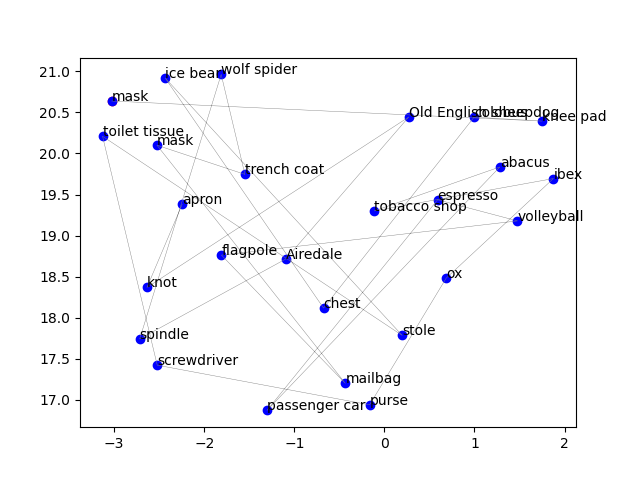 21.0
20.5
20.0
19.5
19.0
18.5
18.0
17.5
17.0
−3
−2
−1
0
1
2
ice bear
wolf spider
mask
Old English sheepdog
colobus
knee pad
toilet tissue
mask
trench coat
abacus
ibex
apron
espresso
tobacco shop
volleyball
flagpole
Airedale
knot
ox
chest
spindle
stole
screwdriver
mailbag
passenger car
purse